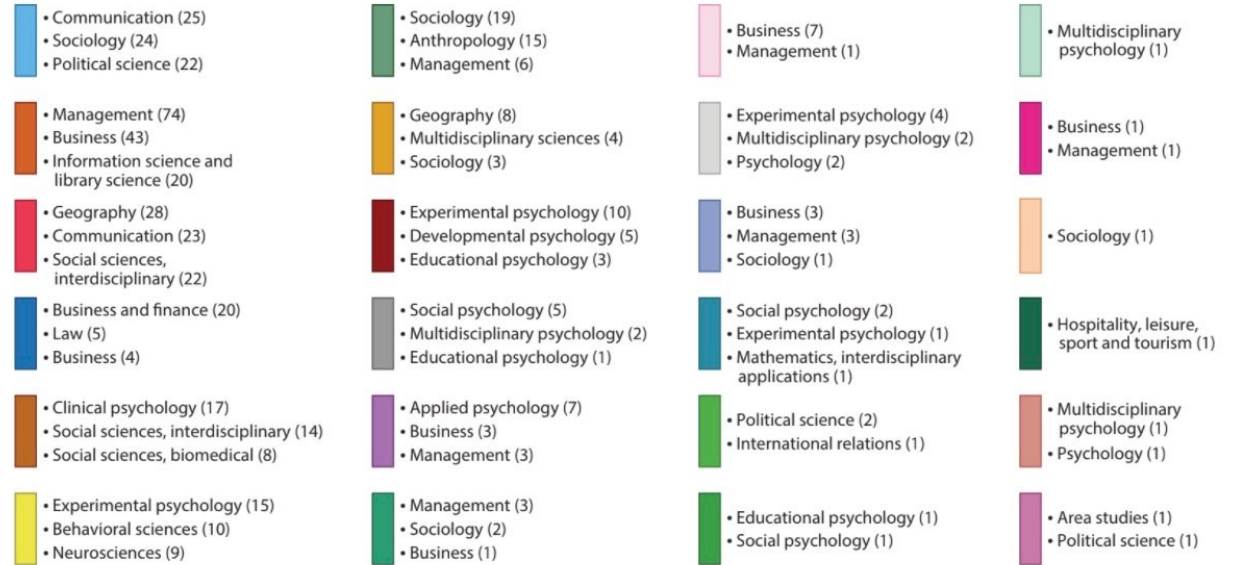 • Communication (25)
• Sociology (24)
• Political science (22)
• Management (74)
• Business (43)
• Information science and
library science (20)
• Geography (28)
• Communication (23)
• Social sciences,
interdisciplinary (22)
• Business and finance (20)
• Law (5)
• Business (4)
• Clinical psychology (17)
• Social sciences, interdisciplinary (14)
• Social sciences, biomedical (8)
• Experimental psychology (15)
• Behavioral sciences (10)
• Neurosciences (9)
• Sociology (19)
• Anthropology (15)
• Management (6)
• Geography (8)
• Multidisciplinary sciences (4)
• Sociology (3)
• Experimental psychology (10)
• Developmental psychology (5)
• Educational psychology (3)
• Social psychology (5)
• Multidisciplinary psychology (2)
• Educational psychology (1)
• Applied psychology (7)
• Business (3)
• Management (3)
• Management (3)
• Sociology (2)
• Business (1)
• Business (7)
• Management (1)
• Experimental psychology (4)
• Multidisciplinary psychology (2)
• Psychology (2)
• Business (3)
• Management (3)
• Sociology (1)
• Social psychology (2)
• Experimental psychology (1)
• Mathematics, interdisciplinary
applications (1)
• Political science (2)
• International relations (1)
• Educational psychology (1)
• Social psychology (1)
• Multidisciplinary
psychology (1)
• Business (1)
• Management (1)
• Sociology (1)
• Hospitality, leisure,
sport and tourism (1)
• Multidisciplinary
psychology (1)
• Psychology (1)
• Area studies (1)
• Political science (1)